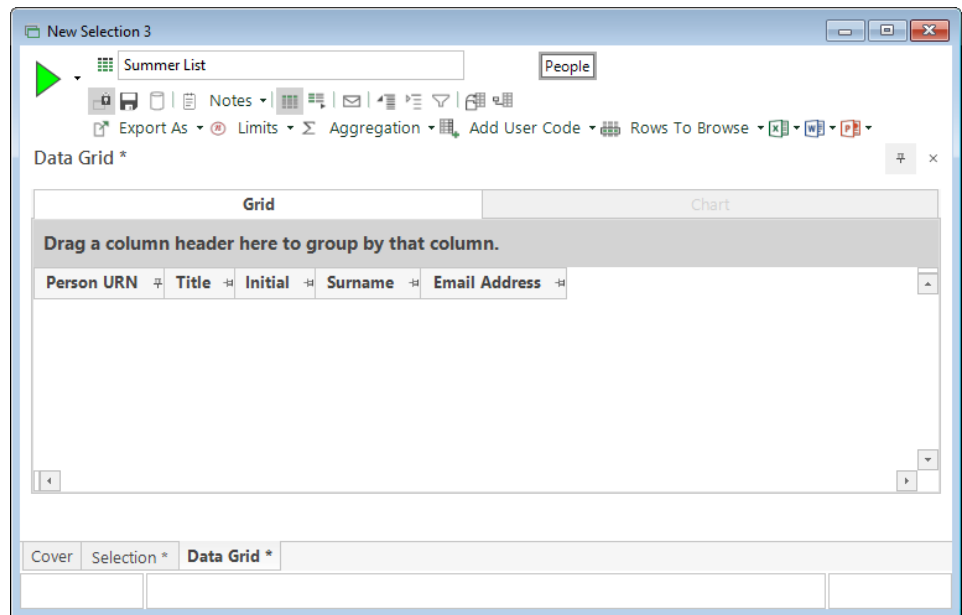 New Selection 3
Summer List
People
Notes
Export As Limits Aggregation Add User Code Rows To Browse
Data Grid *
Grid Chart
Drag a column header here to group by that column.
Person URN Title Initial Surname Email Address
Cover Selection * Data Grid *